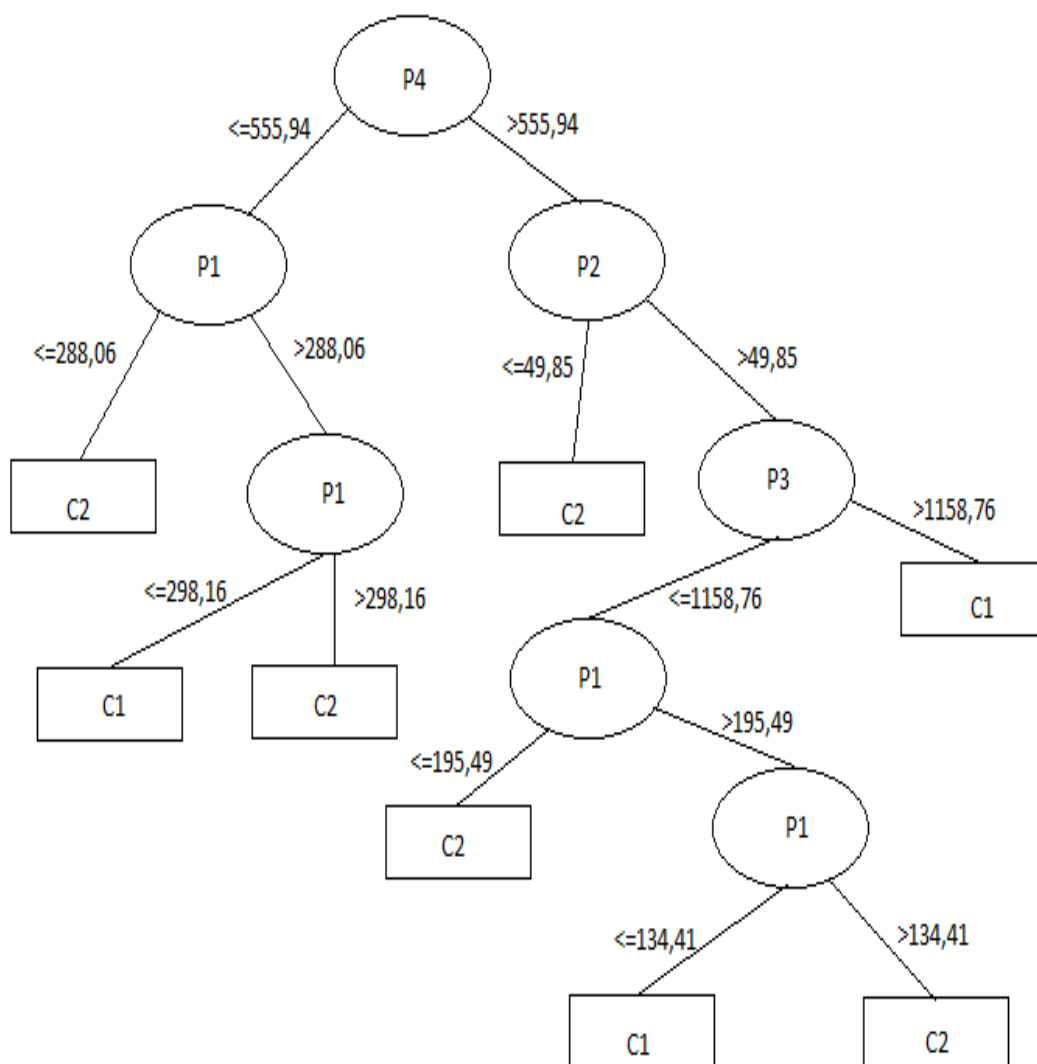 P4
<=555,94
>555,94
P1
P2
<=288,06
>288,06
<=49,85
>49,85
C2
P1
C2
P3
>1158,76
<=298,16
>298,16
<=1158,76
C1
C1
C2
P1
>195,49
<=195,49
C2
P1
<=134,41
>134,41
C1
C2